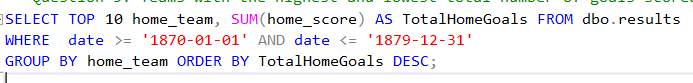 SELECT TOP 10 home_team, SUM(home_score) AS TotalHomeGoals FROM dbo.results
WHERE date >= '1870-01-01' AND date <= '1879-12-31'
GROUP BY home_team ORDER BY TotalHomeGoals DESC;